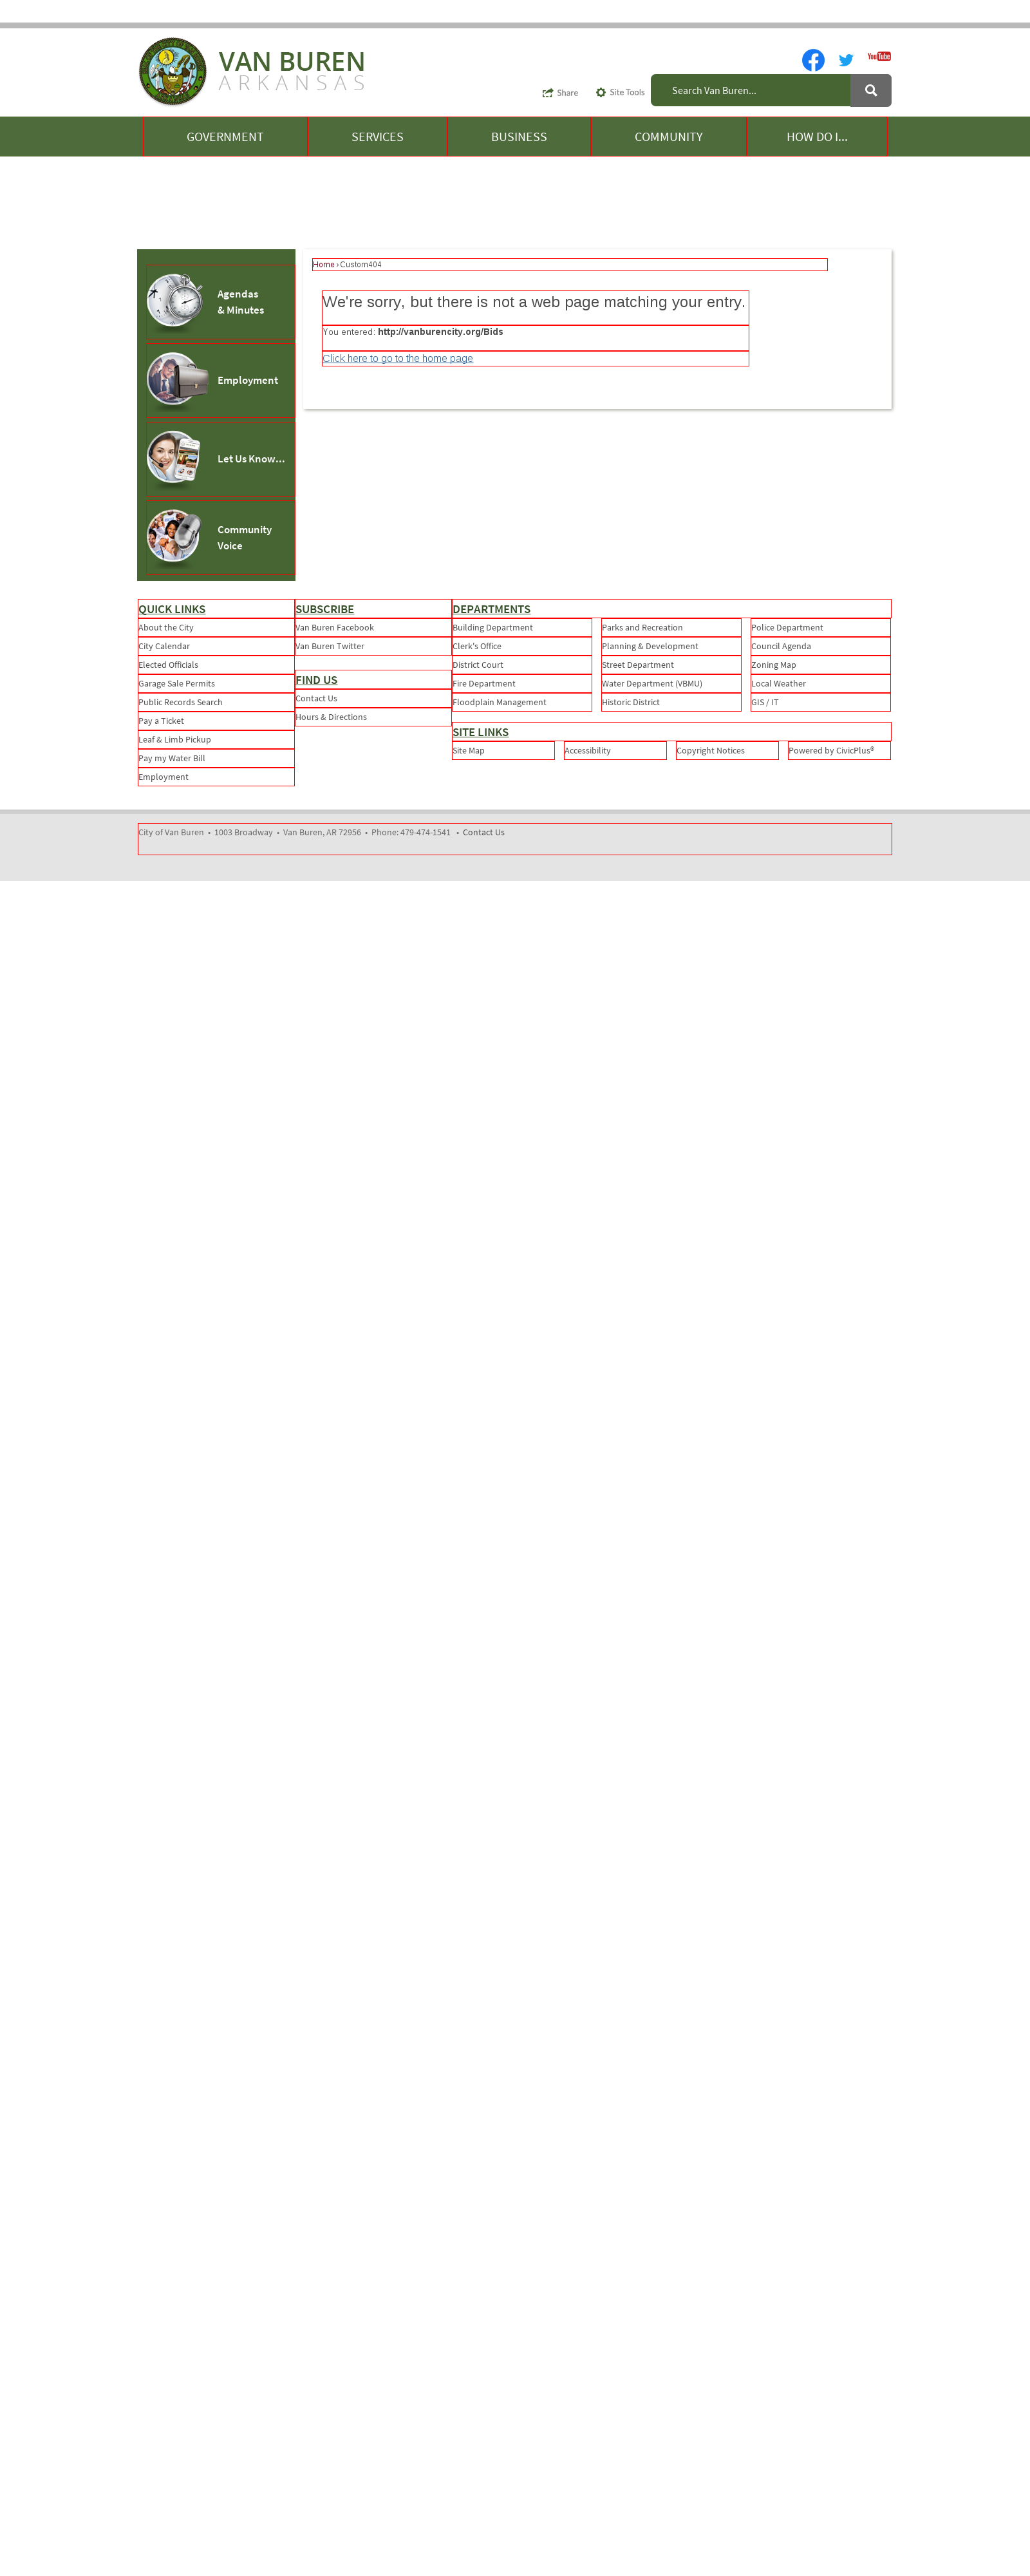 VAN BUREN
ARKANSAS
Share
Site Tools
Search Van Buren...
You Tube
GOVERNMENT
SERVICES
BUSINESS
COMMUNITY
HOW DO I...
Agendas
& Minutes
Employment
Let Us Know...
Community
Voice
Home › Custom404
We're sorry, but there is not a web page matching your entry.
You entered: http://vanburencity.org/Bids
Click here to go to the home page
QUICK LINKS
About the City
City Calendar
Elected Officials
Garage Sale Permits
Public Records Search
Pay a Ticket
Leaf & Limb Pickup
Pay my Water Bill
Employment
SUBSCRIBE
Van Buren Facebook
Van Buren Twitter
FIND US
Contact Us
Hours & Directions
DEPARTMENTS
Building Department
Clerk's Office
District Court
Fire Department
Floodplain Management
Parks and Recreation
Planning & Development
Street Department
Water Department (VBMU)
Historic District
Police Department
Council Agenda
Zoning Map
Local Weather
GIS / IT
SITE LINKS
Site Map
Accessibility
Copyright Notices
Powered by CivicPlus®
City of Van Buren • 1003 Broadway • Van Buren, AR 72956 • Phone: 479-474-1541 • Contact Us